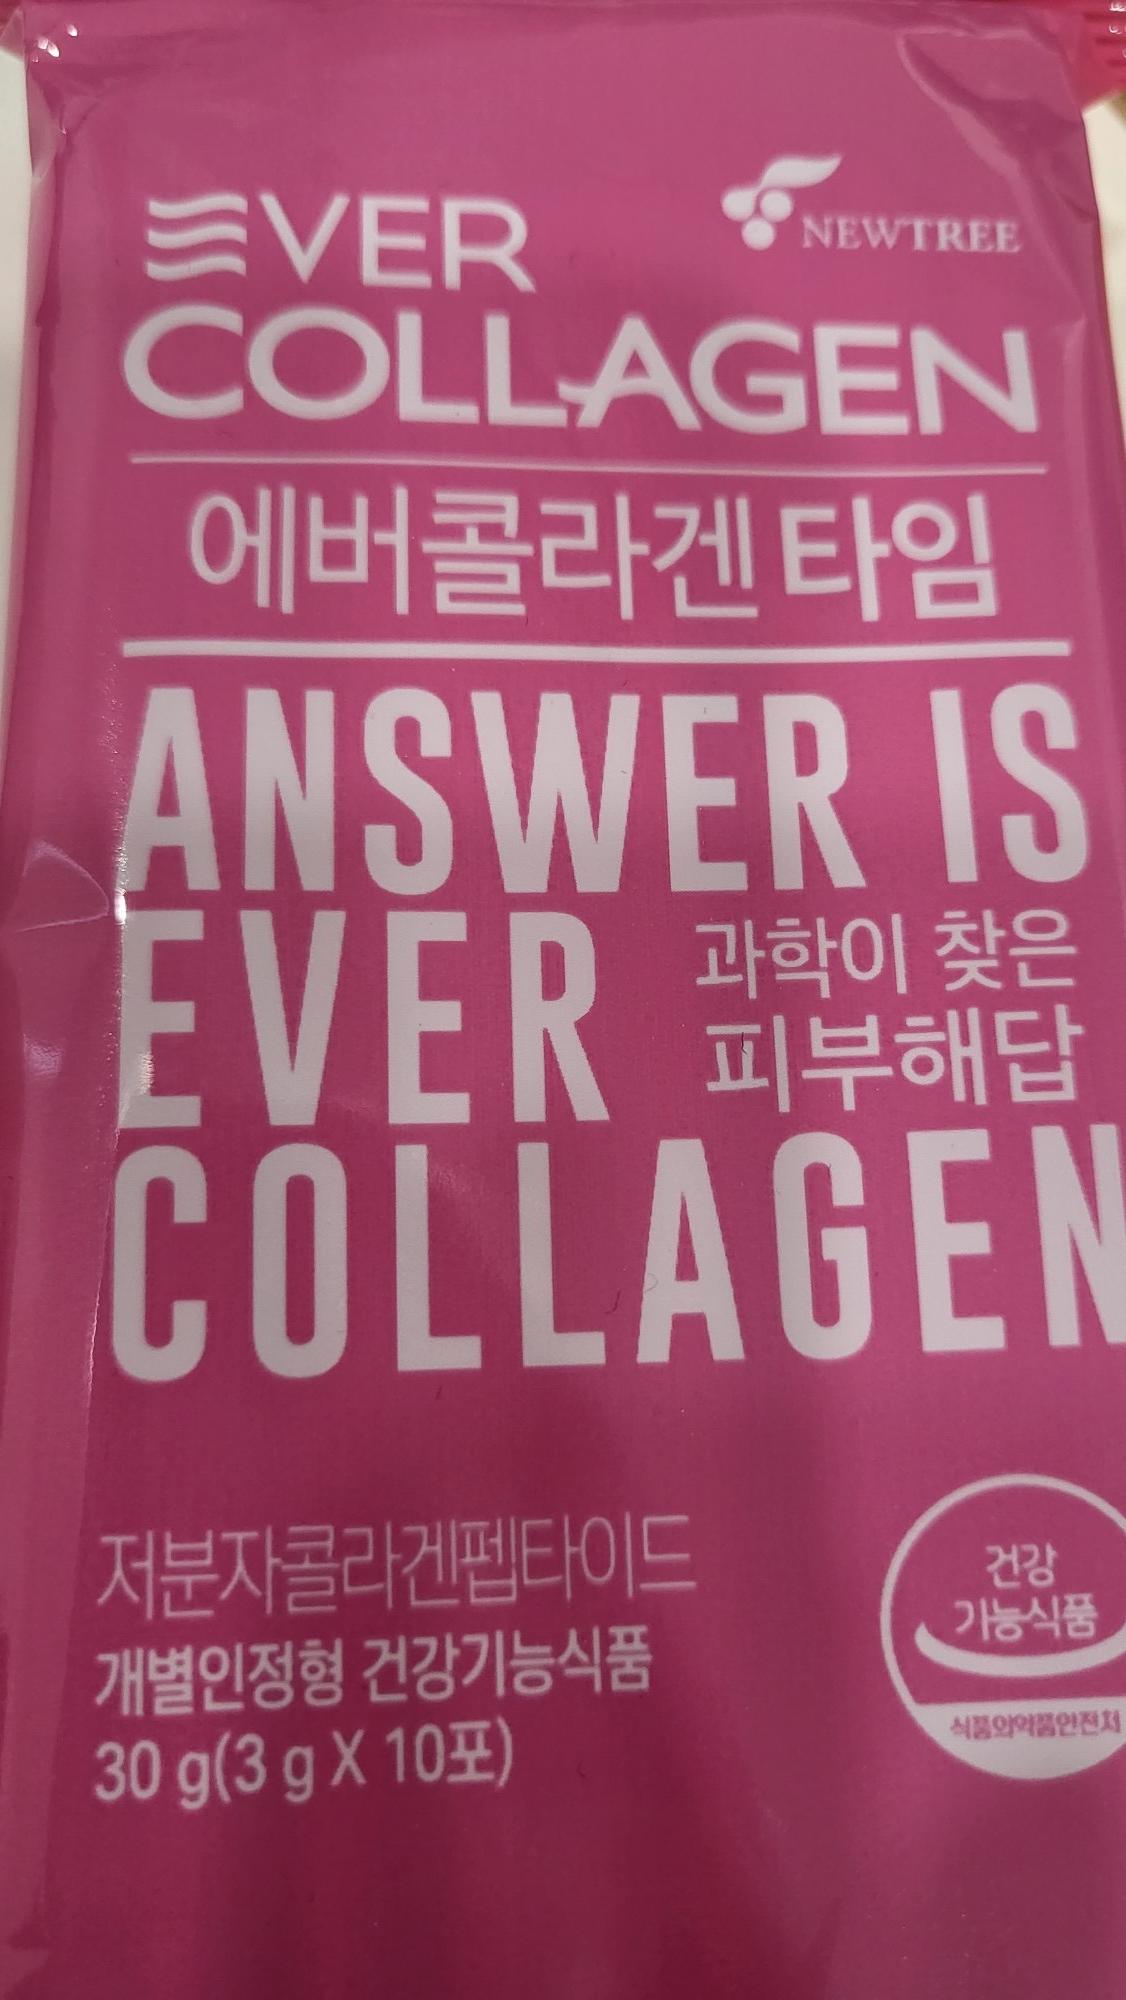 EVER
NEWTREE
COLLAGEN
에버콜라겐 타임
ANSWER IS
EVER
과학이 찾은
피부해답
COLLAGEN
저분자콜라겐펩타이드
개별인정형 건강기능식품
30 g(3 g X 10포)
건강
기능식품
식품의약품안전처